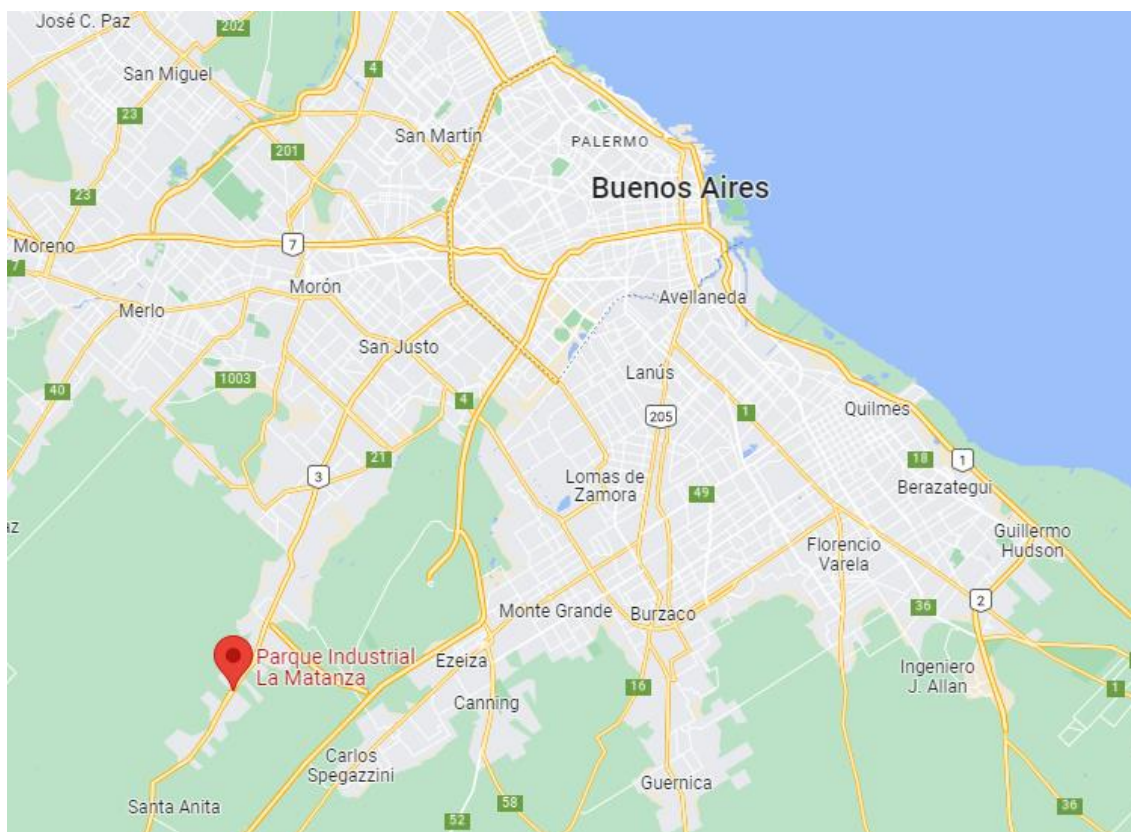 José C. Paz
202
San Miguel
4
23
San Martín
PALERMO
201
Buenos Aires
23
Moreno
7
7
Morón
Avellaneda
Merlo
San Justo
Lanús
1003
40
4
205
1
Quilmes
21
3
18
1
Lomas de
Zamora
49
Berazategui
az
Guillermo
Hudson
Florencio
Varela
2
36
Monte Grande
Burzaco
Parque Industrial
La Matanza
Ezeiza
Ingeniero
J. Allan
16
1
Canning
Carlos
Spegazzini
Guernica
Santa Anita
58
36
52